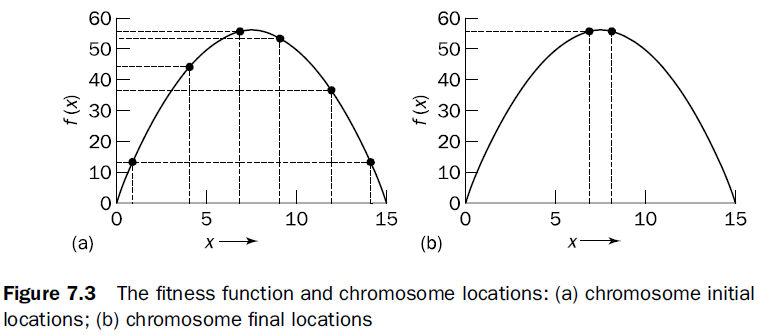 60
50
40
30
20
10
0
f (x)
0 5 10 15
(a) x
60
50
40
30
20
10
0
f (x)
0 5 10 15
(b) x
Figure 7.3 The fitness function and chromosome locations: (a) chromosome initial
locations; (b) chromosome final locations